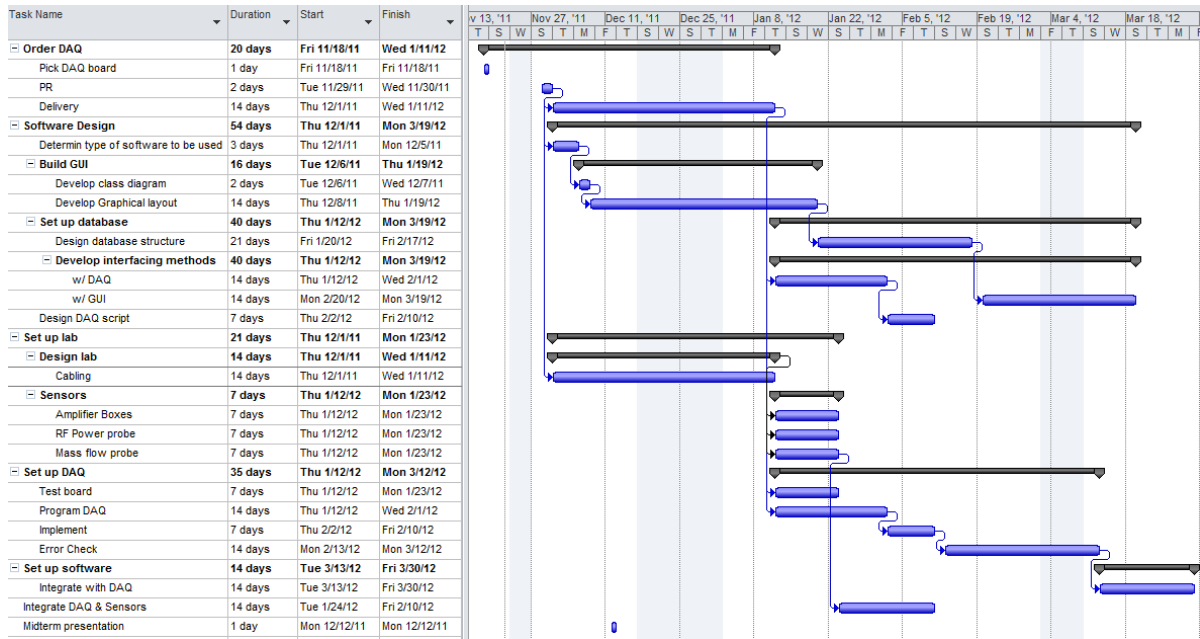 Task Name Duration Start Finish v 13, '11 Nov 27, '11 Dec 11, '11 Dec 25, '11 Jan 8, '12 Jan 22, '12 Feb 5, '12 Feb 19, '12 Mar 4, '12 Mar 18, '12
T S W S T M F T S W S T M F T S W S T M F T S W S T M F T S W S T M F
Order DAQ 20 days Fri 11/18/11 Wed 1/11/12
Pick DAQ board 1 day Fri 11/18/11 Fri 11/18/11
PR 2 days Tue 11/29/11 Wed 11/30/11
Delivery 14 days Thu 12/1/11 Wed 1/11/12
Software Design 54 days Thu 12/1/11 Mon 3/19/12
Determin type of software to be used 3 days Thu 12/1/11 Mon 12/5/11
Build GUI 16 days Tue 12/6/11 Thu 1/19/12
Develop class diagram 2 days Tue 12/6/11 Wed 12/7/11
Develop Graphical layout 14 days Thu 12/8/11 Thu 1/19/12
Set up database 40 days Thu 1/12/12 Mon 3/19/12
Design database structure 21 days Fri 1/20/12 Fri 2/17/12
Develop interfacing methods 40 days Thu 1/12/12 Mon 3/19/12
w/ DAQ 14 days Thu 1/12/12 Wed 2/1/12
w/ GUI 14 days Mon 2/20/12 Mon 3/19/12
Design DAQ script 7 days Thu 2/2/12 Fri 2/10/12
Set up lab 21 days Thu 12/1/11 Mon 1/23/12
Design lab 14 days Thu 12/1/11 Wed 1/11/12
Cabling 14 days Thu 12/1/11 Wed 1/11/12
Sensors 7 days Thu 1/12/12 Mon 1/23/12
Amplifier Boxes 7 days Thu 1/12/12 Mon 1/23/12
RF Power probe 7 days Thu 1/12/12 Mon 1/23/12
Mass flow probe 7 days Thu 1/12/12 Mon 1/23/12
Set up DAQ 35 days Thu 1/12/12 Mon 3/12/12
Test board 7 days Thu 1/12/12 Mon 1/23/12
Program DAQ 14 days Thu 1/12/12 Wed 2/1/12
Implement 7 days Thu 2/2/12 Fri 2/10/12
Error Check 14 days Mon 2/13/12 Mon 3/12/12
Set up software 14 days Tue 3/13/12 Fri 3/30/12
Integrate with DAQ 14 days Tue 3/13/12 Fri 3/30/12
Integrate DAQ & Sensors 14 days Tue 1/24/12 Fri 2/10/12
Midterm presentation 1 day Mon 12/12/11 Mon 12/12/11